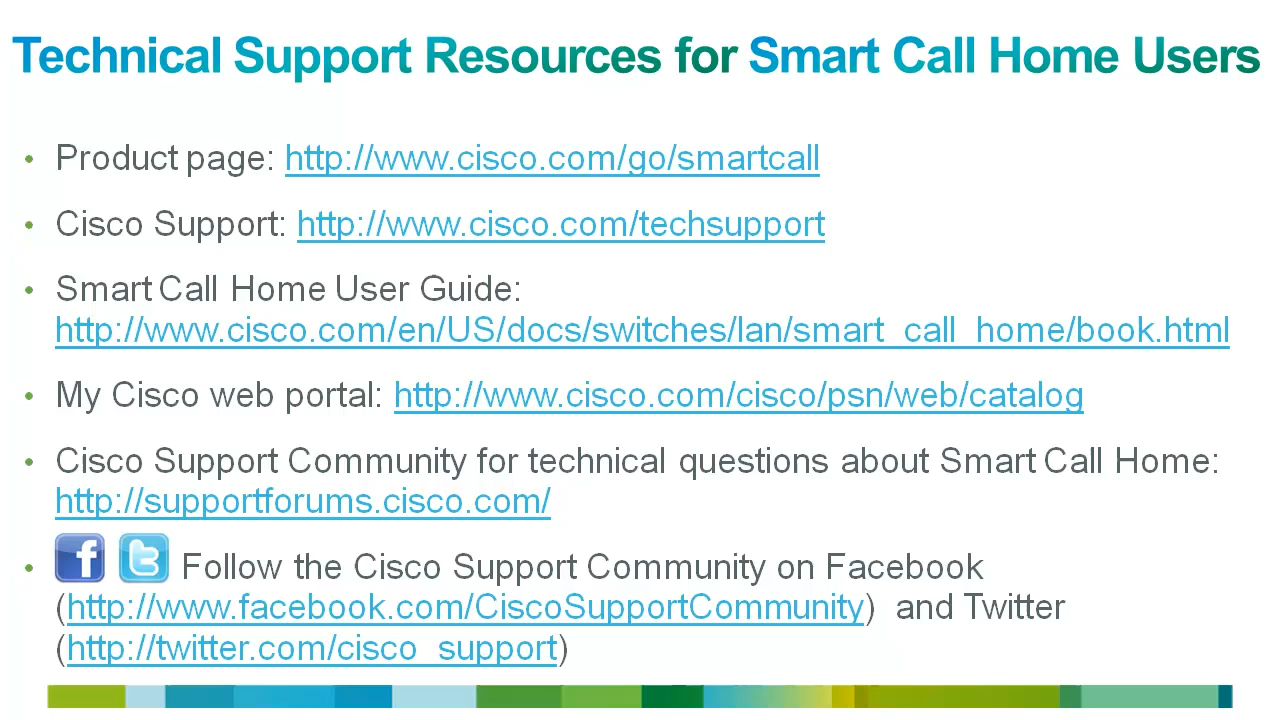 Technical Support Resources for Smart Call Home Users
• Product page: http://www.cisco.com/go/smartcall
• Cisco Support: http://www.cisco.com/techsupport
• Smart Call Home User Guide:
http://www.cisco.com/en/US/docs/switches/lan/smart_call_home/book.html
• My Cisco web portal: http://www.cisco.com/cisco/psn/web/catalog
• Cisco Support Community for technical questions about Smart Call Home:
http://supportforums.cisco.com/
• f t Follow the Cisco Support Community on Facebook
(http://www.facebook.com/CiscoSupportCommunity) and Twitter
(http://twitter.com/cisco_support)